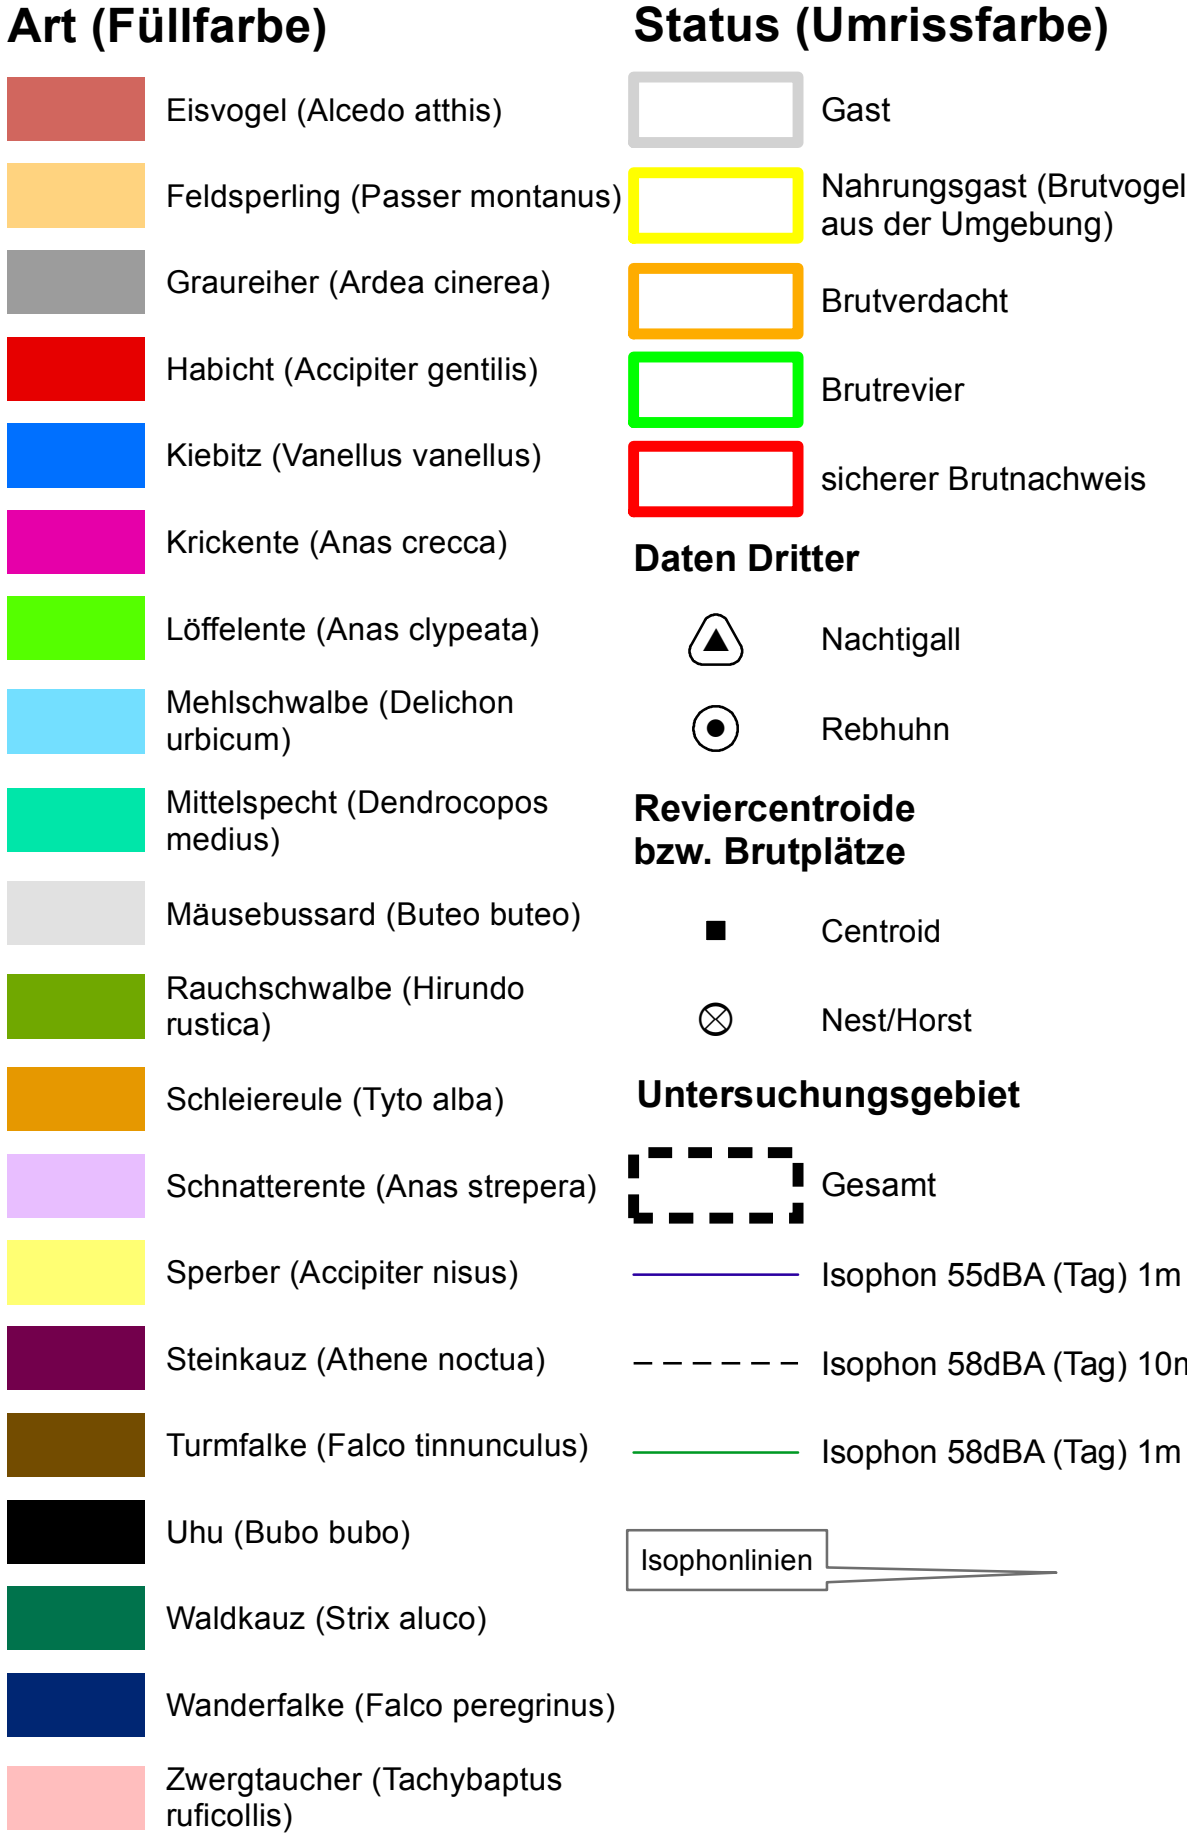 Art (Füllfarbe)
Eisvogel (Alcedo atthis)
Feldsperling (Passer montanus)
Graureiher (Ardea cinerea)
Habicht (Accipiter gentilis)
Kiebitz (Vanellus vanellus)
Krickente (Anas crecca)
Löffelente (Anas clypeata)
Mehlschwalbe (Delichon
urbicum)
Mittelspecht (Dendrocopos
medius)
Mäusebussard (Buteo buteo)
Rauchschwalbe (Hirundo
rustica)
Schleiereule (Tyto alba)
Schnatterente (Anas strepera)
Sperber (Accipiter nisus)
Steinkauz (Athene noctua)
Turmfalke (Falco tinnunculus)
Uhu (Bubo bubo)
Waldkauz (Strix aluco)
Wanderfalke (Falco peregrinus)
Zwergtaucher (Tachybaptus
ruficollis)
Status (Umrissfarbe)
Gast
Nahrungsgast (Brutvogel
aus der Umgebung)
Brutverdacht
Brutrevier
sicherer Brutnachweis
Daten Dritter
Nachtigall
Rebhuhn
Reviercentroide
bzw. Brutplätze
Centroid
Nest/Horst
Untersuchungsgebiet
Gesamt
Isophon 55dBA (Tag) 1m
Isophon 58dBA (Tag) 10m
Isophon 58dBA (Tag) 1m
Isophonlinien